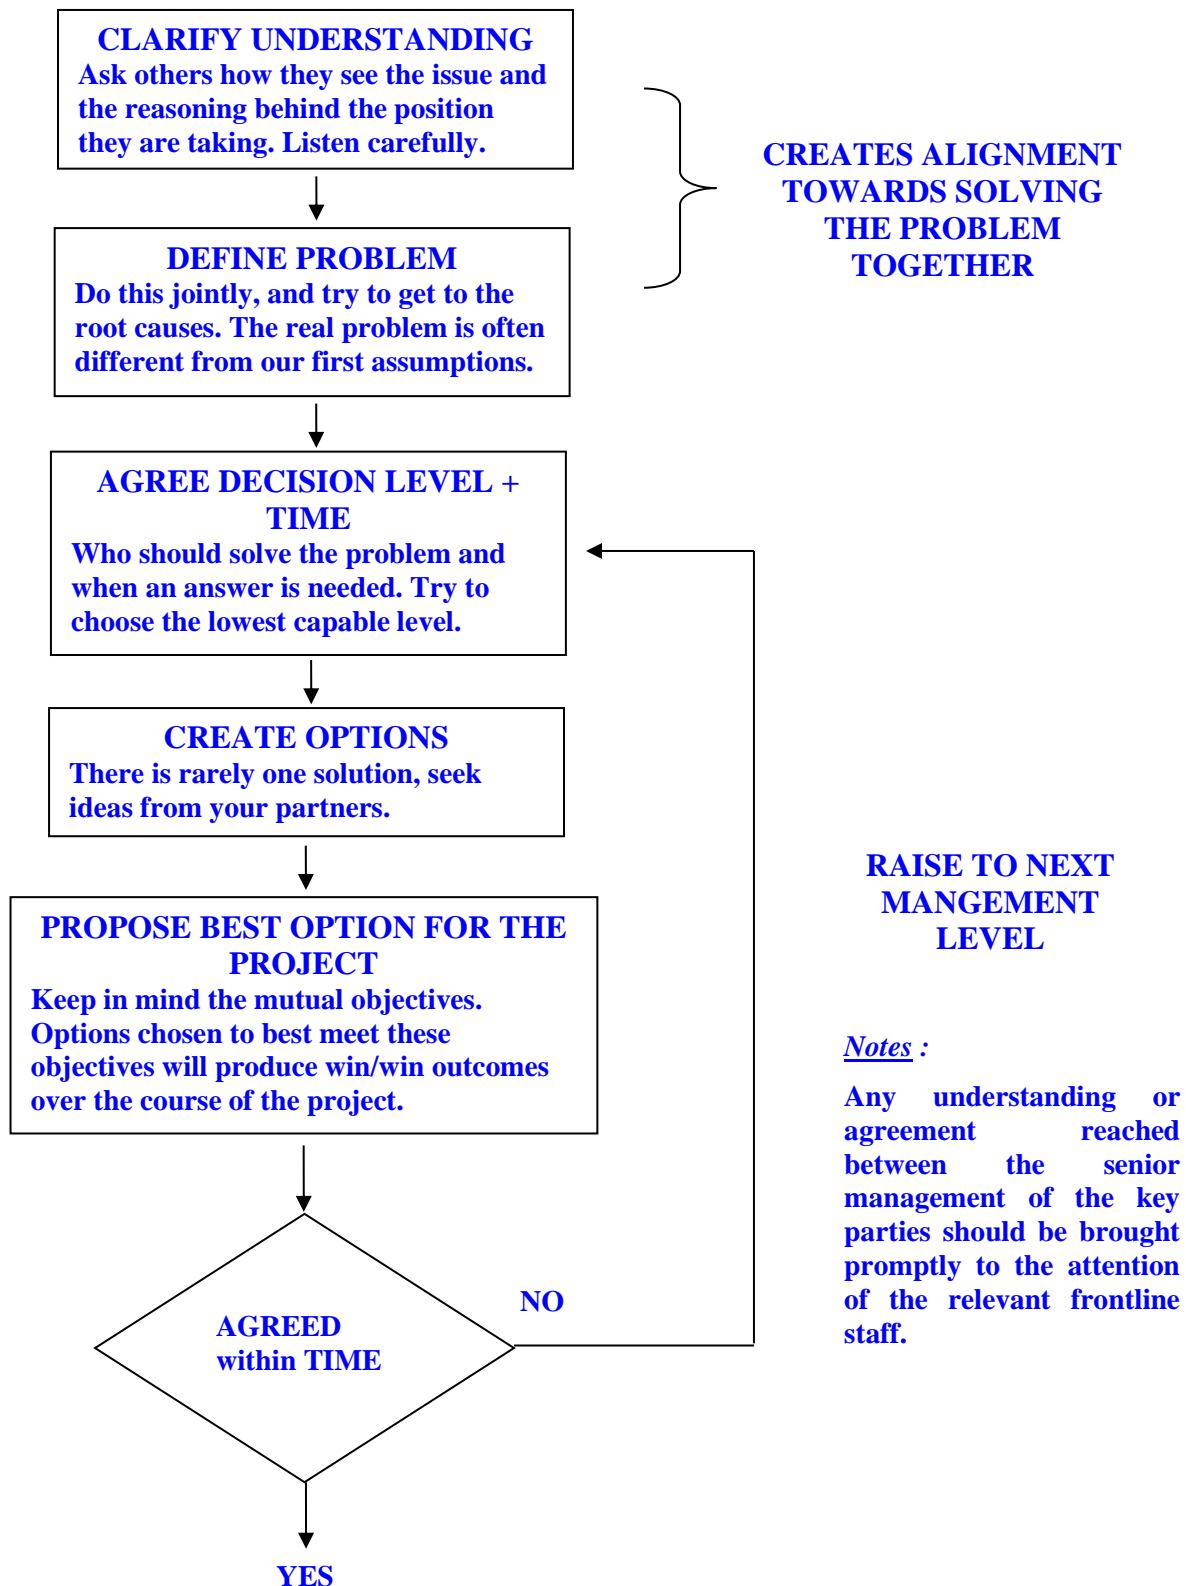 CLARIFY UNDERSTANDING
Ask others how they see the issue and
the reasoning behind the position
they are taking. Listen carefully.
CREATES ALIGNMENT
TOWARDS SOLVING
THE PROBLEM
TOGETHER
DEFINE PROBLEM
Do this jointly, and try to get to the
root causes. The real problem is often
different from our first assumptions.
AGREE DECISION LEVEL +
TIME
Who should solve the problem and
when an answer is needed. Try to
choose the lowest capable level.
CREATE OPTIONS
There is rarely one solution, seek
ideas from your partners.
RAISE TO NEXT
MANGEMENT
LEVEL
PROPOSE BEST OPTION FOR THE
PROJECT
Keep in mind the mutual objectives.
Options chosen to best meet these
objectives will produce win/win outcomes
over the course of the project.
Notes :
Any understanding or
agreement reached
between the senior
management of the key
parties should be brought
promptly to the attention
of the relevant frontline
staff.
NO
AGREED
within TIME
YES